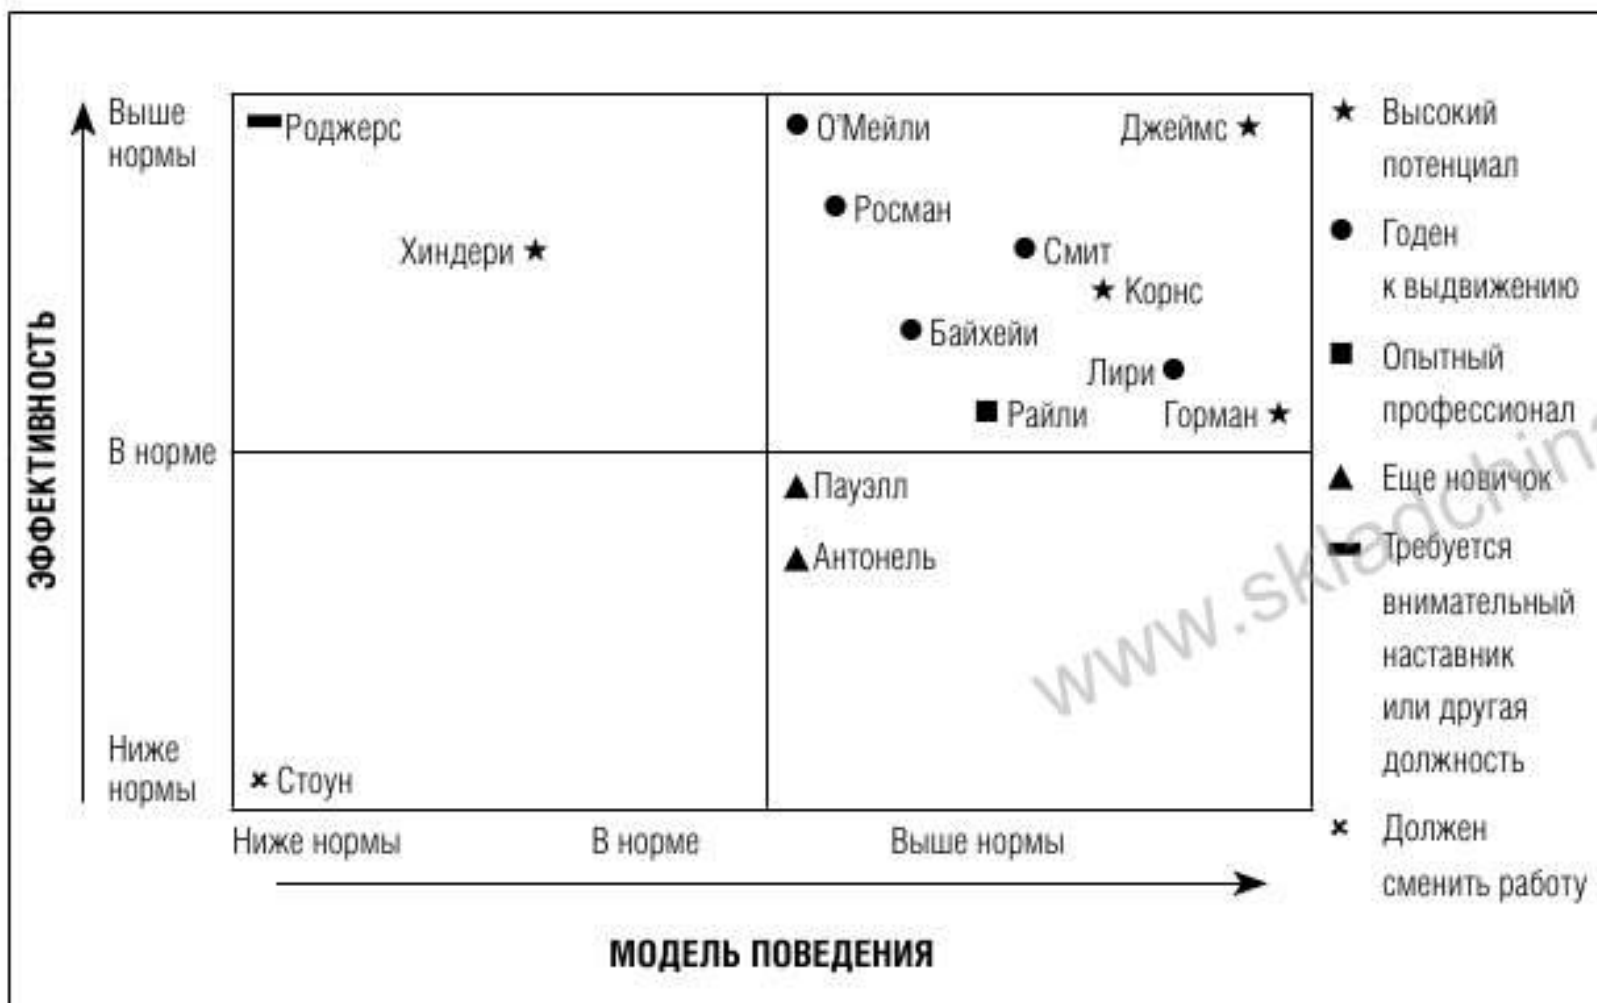 Выше
нормы
Роджерс
О'Мейли
Джеймс
Росман
Хиндери
Смит
Корнс
Байхейи
Лири
Райли
Горман
В норме
Пауэлл
Антонель
Ниже
нормы
Стоун
Ниже нормы
В норме
Выше нормы
ЭФФЕКТИВНОСТЬ
МОДЕЛЬ ПОВЕДЕНИЯ
Высокий
потенциал
Годен
к выдвижению
Опытный
профессионал
Еще новичок
Требуется
внимательный
наставник
или другая
должность
Должен
сменить работу
www.skladchina